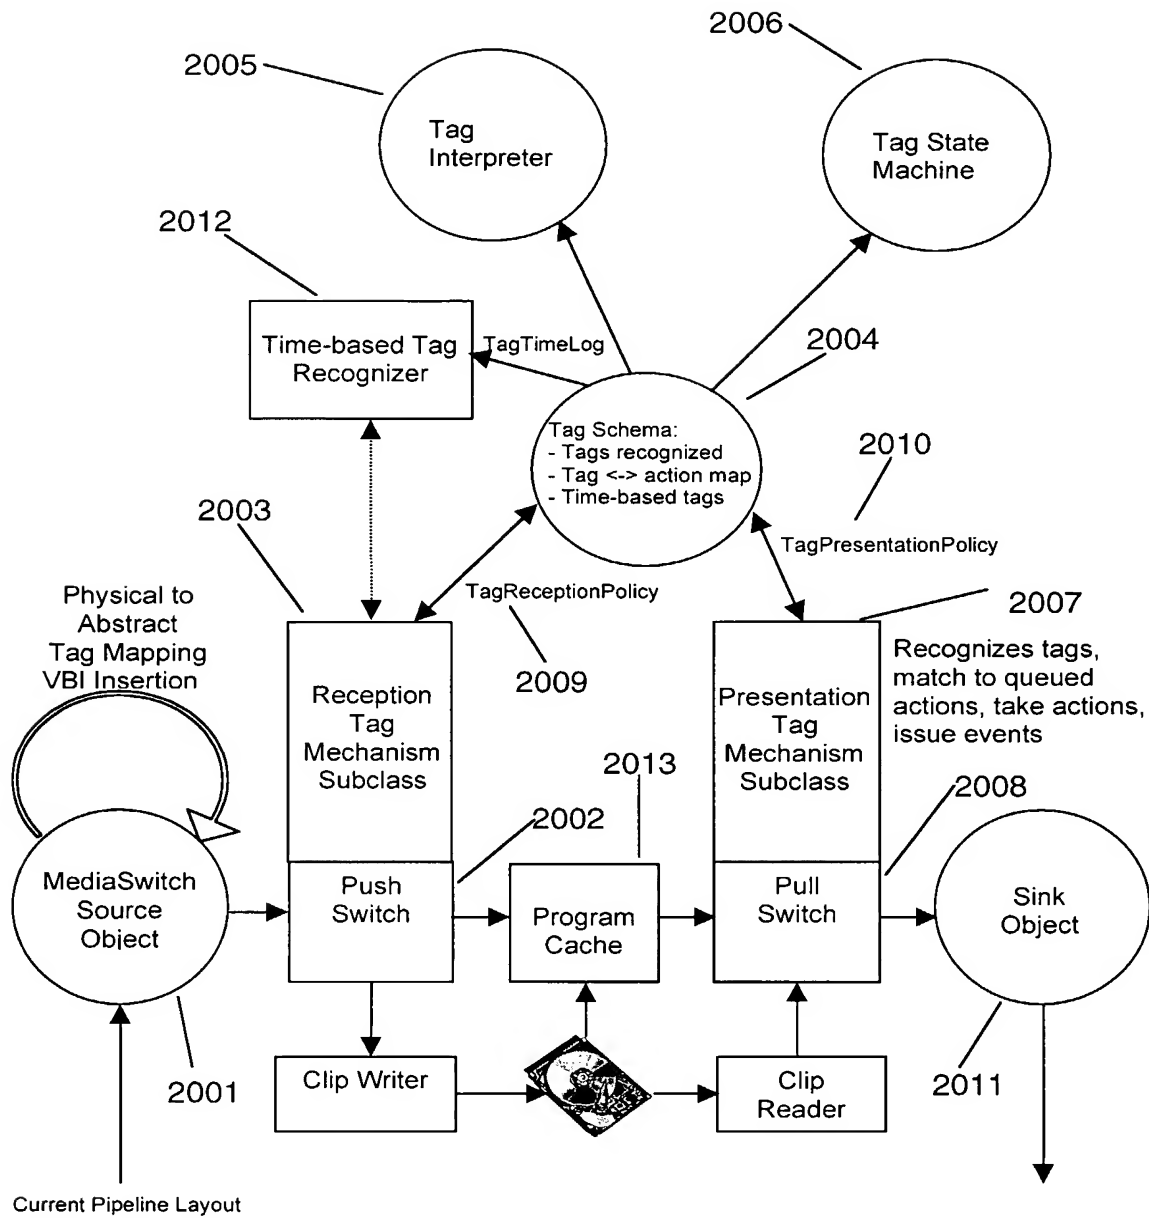 2006
2005
Tag
Interpreter
Tag State
Machine
2012
2004
TagTimeLog
Time-based Tag
Recognizer
Tag Schema:
- Tags recognized
- Tag <-> action map
- Time-based tags
2010
2003
TagPresentationPolicy
TagReceptionPolicy
Physical to
Abstract
Tag Mapping
VBI Insertion
2009
2007
Recognizes tags,
match to queued
actions, take actions,
issue events
Reception
Tag
Mechanism
Subclass
Presentation
Tag
Mechanism
Subclass
2013
2002
2008
MediaSwitch
Source
Object
Push
Switch
Program
Cache
Pull
Switch
Sink
Object
2001
Clip Writer
Clip
Reader
2011
Current Pipeline Layout